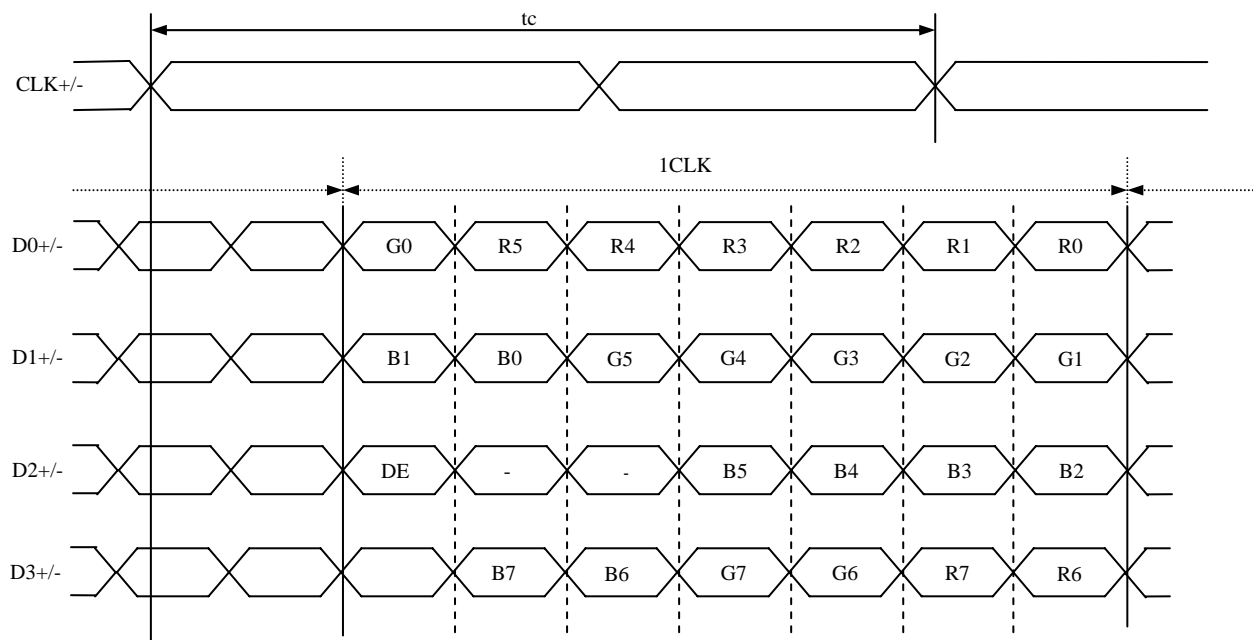 tc
CLK+/-
1CLK
D0+/- G0 R5 R4 R3 R2 R1 R0
D1+/- B1 B0 G5 G4 G3 G2 G1
D2+/- DE - - B5 B4 B3 B2
D3+/- B7 B6 G7 G6 R7 R6